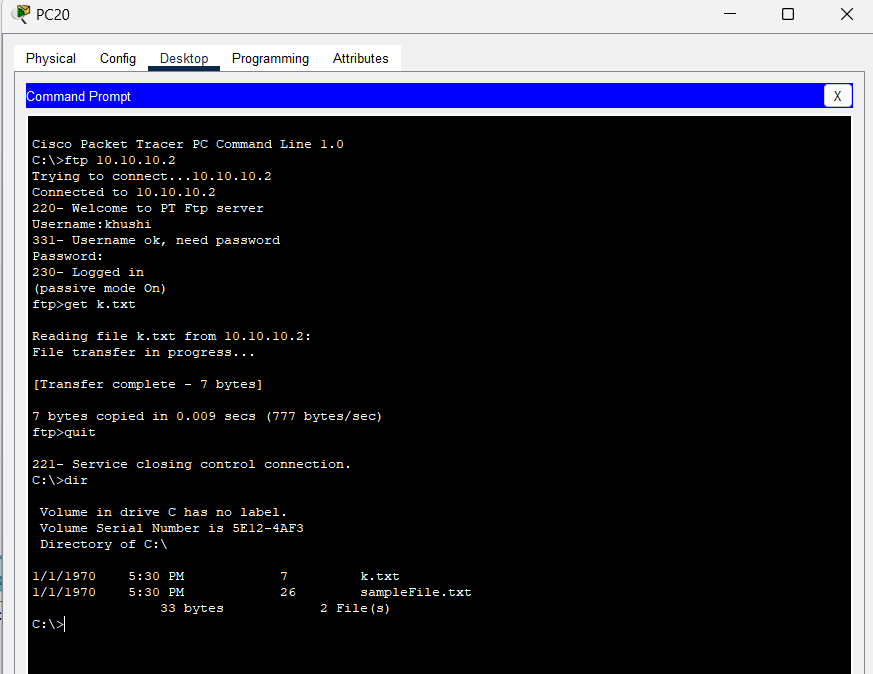 PC20
Physical Config Desktop Programming Attributes
Command Prompt X
Cisco Packet Tracer PC Command Line 1.0
C:\>ftp 10.10.10.2
Trying to connect...10.10.10.2
Connected to 10.10.10.2
220- Welcome to PT Ftp server
Username:khushi
331- Username ok, need password
Password:
230- Logged in
(passive mode On)
ftp>get k.txt
Reading file k.txt from 10.10.10.2:
File transfer in progress...
[Transfer complete - 7 bytes]
7 bytes copied in 0.009 secs (777 bytes/sec)
ftp>quit
221- Service closing control connection.
C:\>dir
Volume in drive C has no label.
Volume Serial Number is 5E12-4AF3
Directory of C:\
1/1/1970 5:30 PM 7 k.txt
1/1/1970 5:30 PM 26 sampleFile.txt
33 bytes 2 File(s)
C:\>